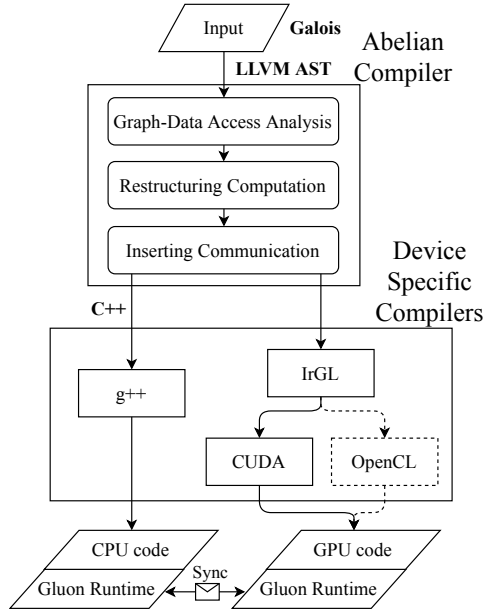 Input
Galois
Abelian
Compiler
LLVM AST
Graph-Data Access Analysis
Restructuring Computation
Inserting Communication
Device
Specific
Compilers
C++
IrGL
g++
CUDA
OpenCL
CPU code
GPU code
Sync
Gluon Runtime
Gluon Runtime